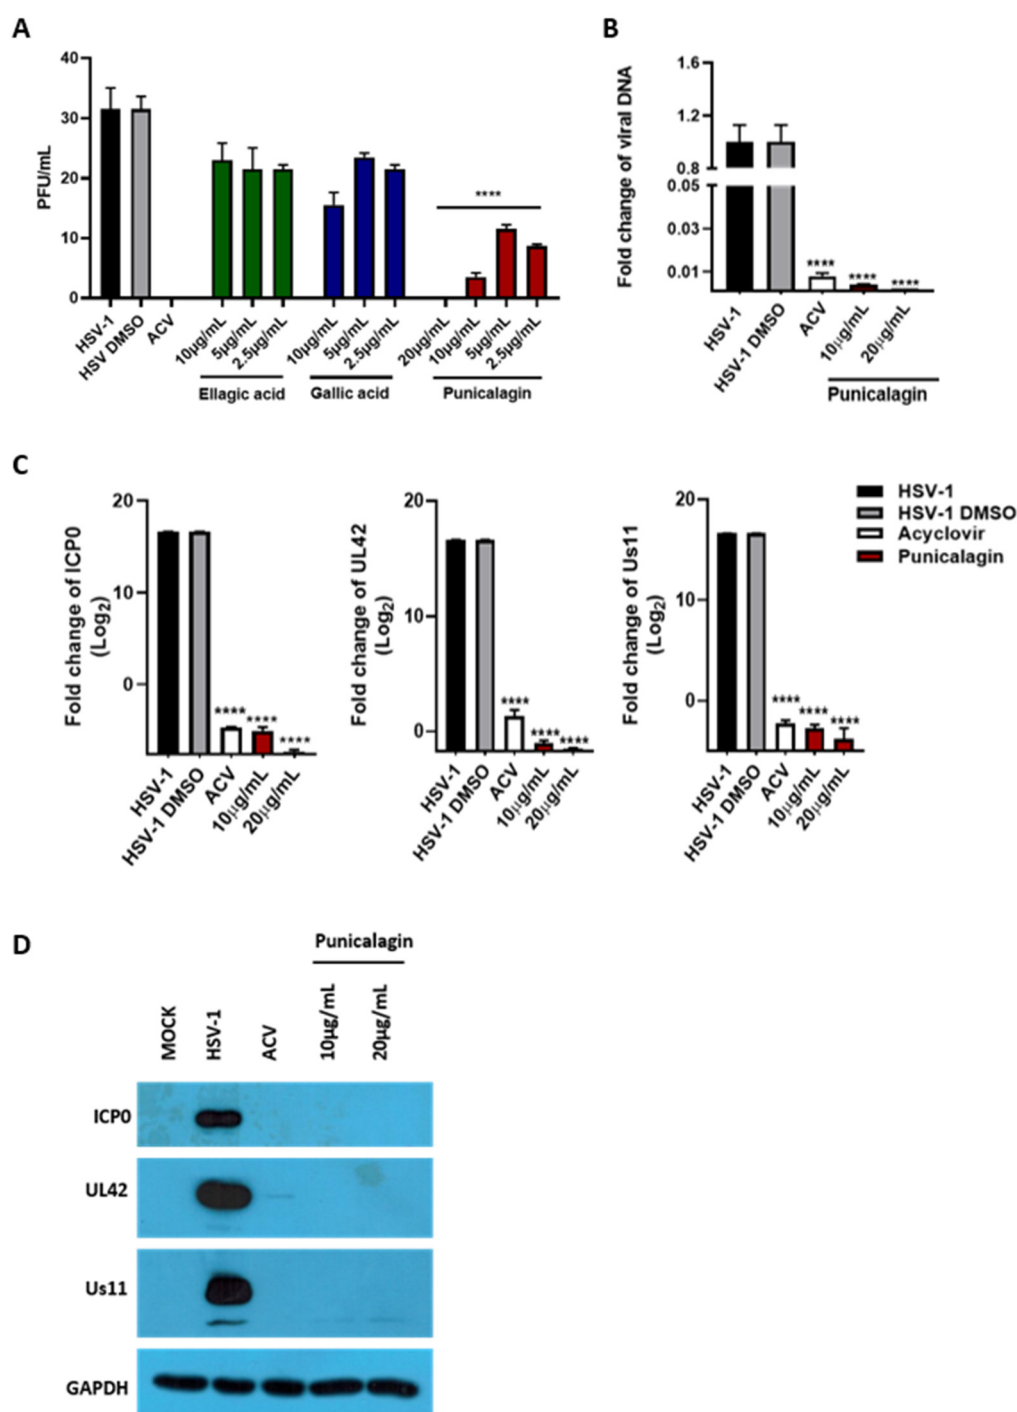 A
PFU/mL
40
30
20
10
0
HSV-1
HSV DMSO
ACV
10µg/mL
5µg/mL
2.5µg/mL
10µg/mL
5µg/mL
2.5µg/mL
20µg/mL
10µg/mL
5µg/mL
2.5µg/mL
****
Ellagic acid
Gallic acid
Punicalagin
B
Fold change of viral DNA
1.6
1.2
0.8
0.05
0.03
0.01
****
****
****
HSV-1
HSV-1 DMSO
ACV
10µg/mL
20µg/mL
Punicalagin
C
Fold change of ICP0
(Log2)
20
10
0
****
****
****
HSV-1
HSV-1 DMSO
ACV
10µg/mL
20µg/mL
Fold change of UL42
(Log2)
20
10
0
****
****
****
HSV-1
HSV-1 DMSO
ACV
10µg/mL
20µg/mL
Fold change of Us11
(Log2)
20
10
0
****
****
****
HSV-1
HSV-1 DMSO
ACV
10µg/mL
20µg/mL
HSV-1
HSV-1 DMSO
Acyclovir
Punicalagin
D
Punicalagin
MOCK
HSV-1
ACV
10µg/mL
20µg/mL
ICP0
UL42
Us11
GAPDH